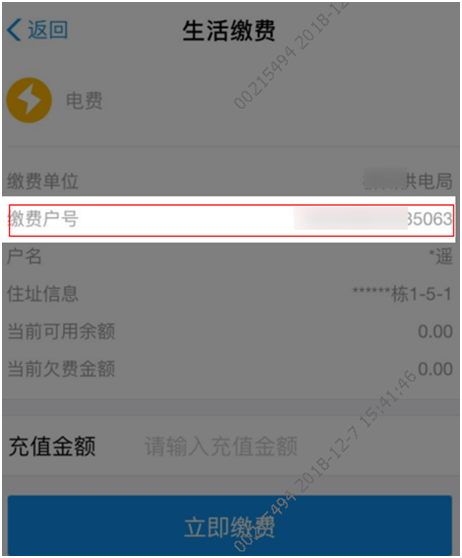 返回
生活缴费
00215494 2018-12
电费
缴费单位 供电局
缴费户号 35063
户名 *遥
住址信息 ******栋1-5-1
当前可用余额 0.00
当前欠费金额 0.00
充值金额 请输入充值金额
立即缴费
00215494 2018-12-7 15:41:46